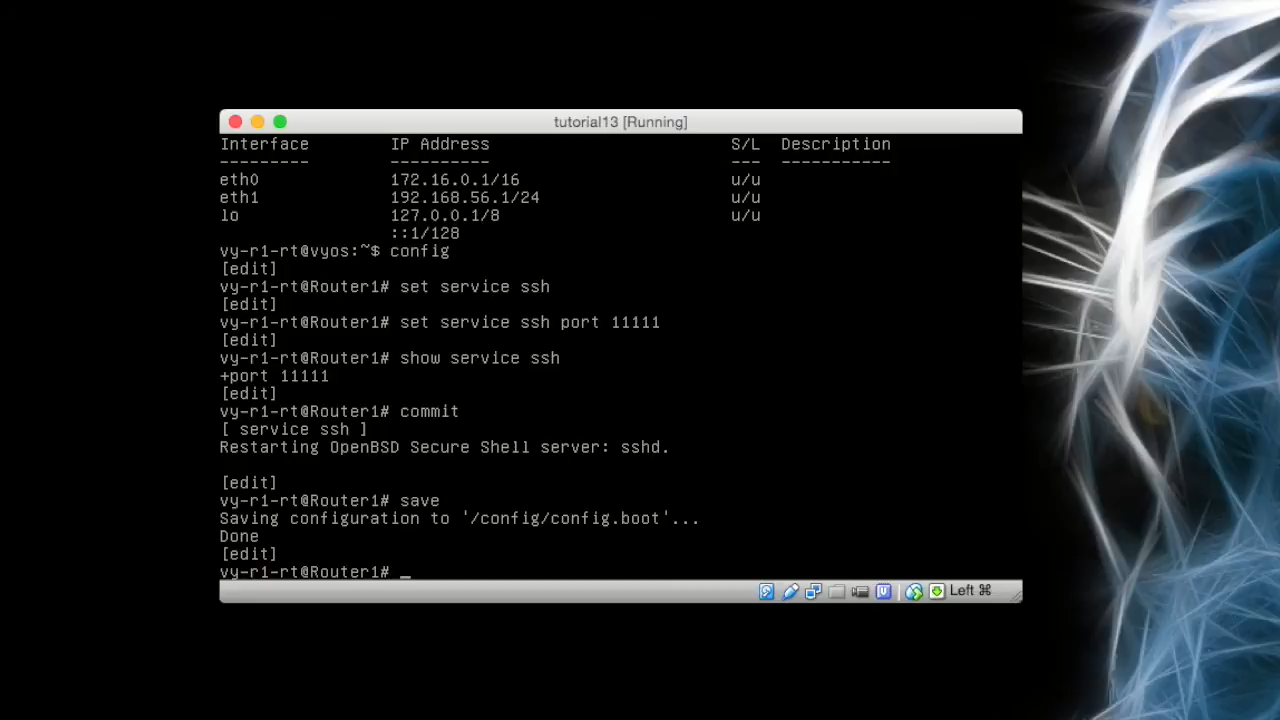 tutorial13 [Running]
Interface IP Address S/L Description
--------- ---------- --- -----------
eth0 172.16.0.1/16 u/u
eth1 192.168.56.1/24 u/u
lo 127.0.0.1/8 u/u
::1/128
vy-r1-rt@vyos:~$ config
[edit]
vy-r1-rt@Router1# set service ssh
[edit]
vy-r1-rt@Router1# set service ssh port 11111
[edit]
vy-r1-rt@Router1# show service ssh
+port 11111
[edit]
vy-r1-rt@Router1# commit
[ service ssh ]
Restarting OpenBSD Secure Shell server: sshd.
[edit]
vy-r1-rt@Router1# save
Saving configuration to '/config/config.boot'...
Done
[edit]
vy-r1-rt@Router1# _
Left ⌘